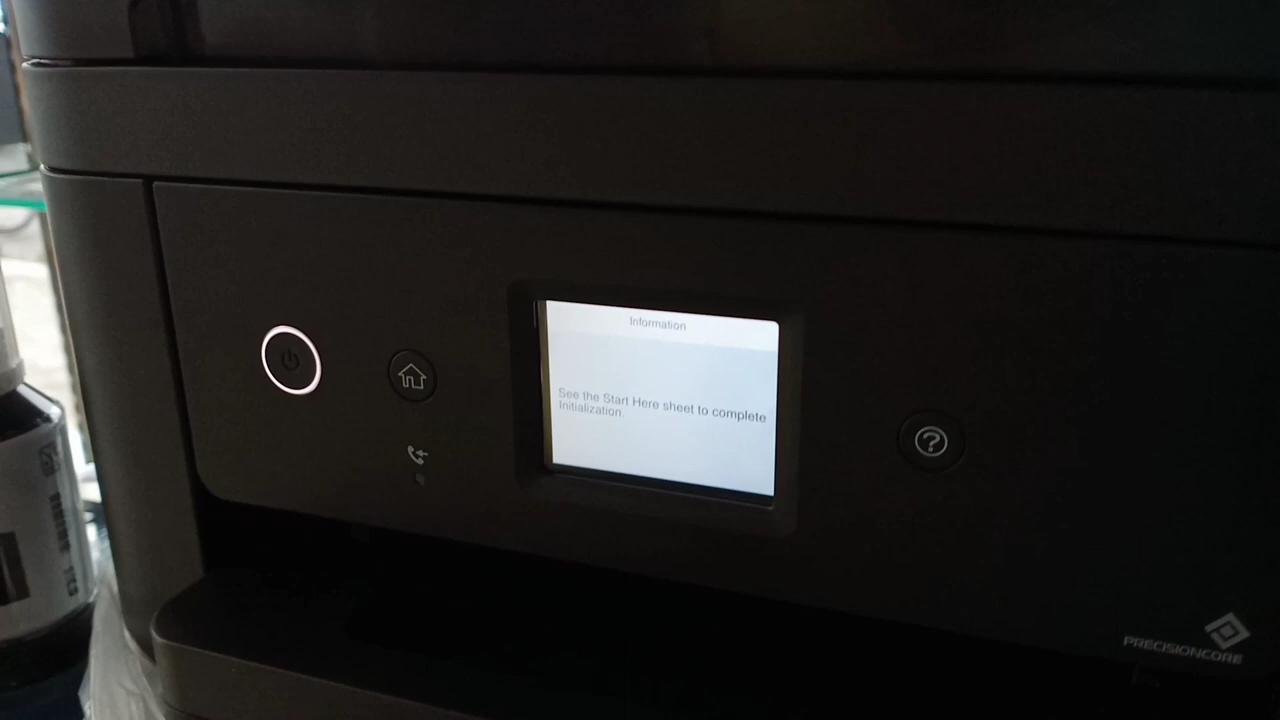 Information
See the Start Here sheet to complete
Initialization.
PRECISIONCORE